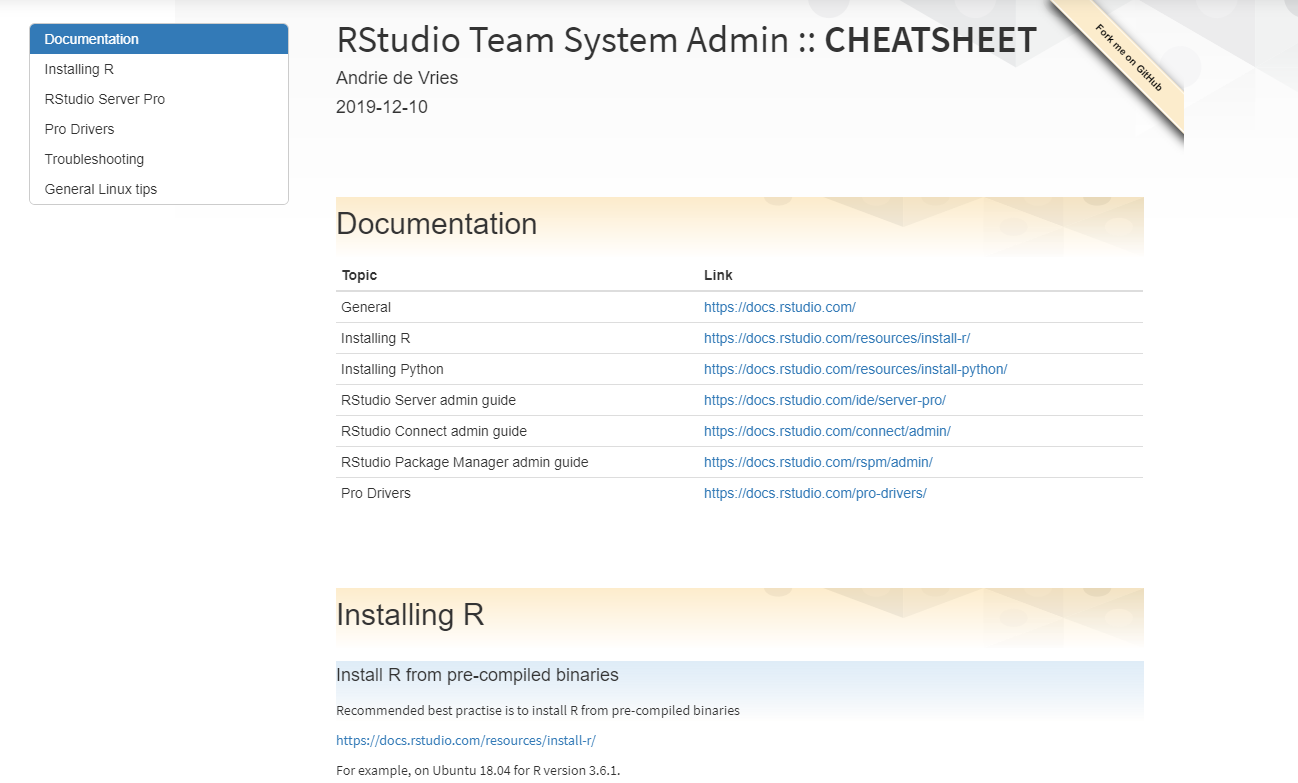 Documentation
Installing R
RStudio Server Pro
Pro Drivers
Troubleshooting
General Linux tips
RStudio Team System Admin :: CHEATSHEET
Andrie de Vries
2019-12-10
Fork me on GitHub
Documentation
Topic Link
General https://docs.rstudio.com/
Installing R https://docs.rstudio.com/resources/install-r/
Installing Python https://docs.rstudio.com/resources/install-python/
RStudio Server admin guide https://docs.rstudio.com/ide/server-pro/
RStudio Connect admin guide https://docs.rstudio.com/connect/admin/
RStudio Package Manager admin guide https://docs.rstudio.com/rspm/admin/
Pro Drivers https://docs.rstudio.com/pro-drivers/
Installing R
Install R from pre-compiled binaries
Recommended best practise is to install R from pre-compiled binaries
https://docs.rstudio.com/resources/install-r/
For example, on Ubuntu 18.04 for R version 3.6.1.